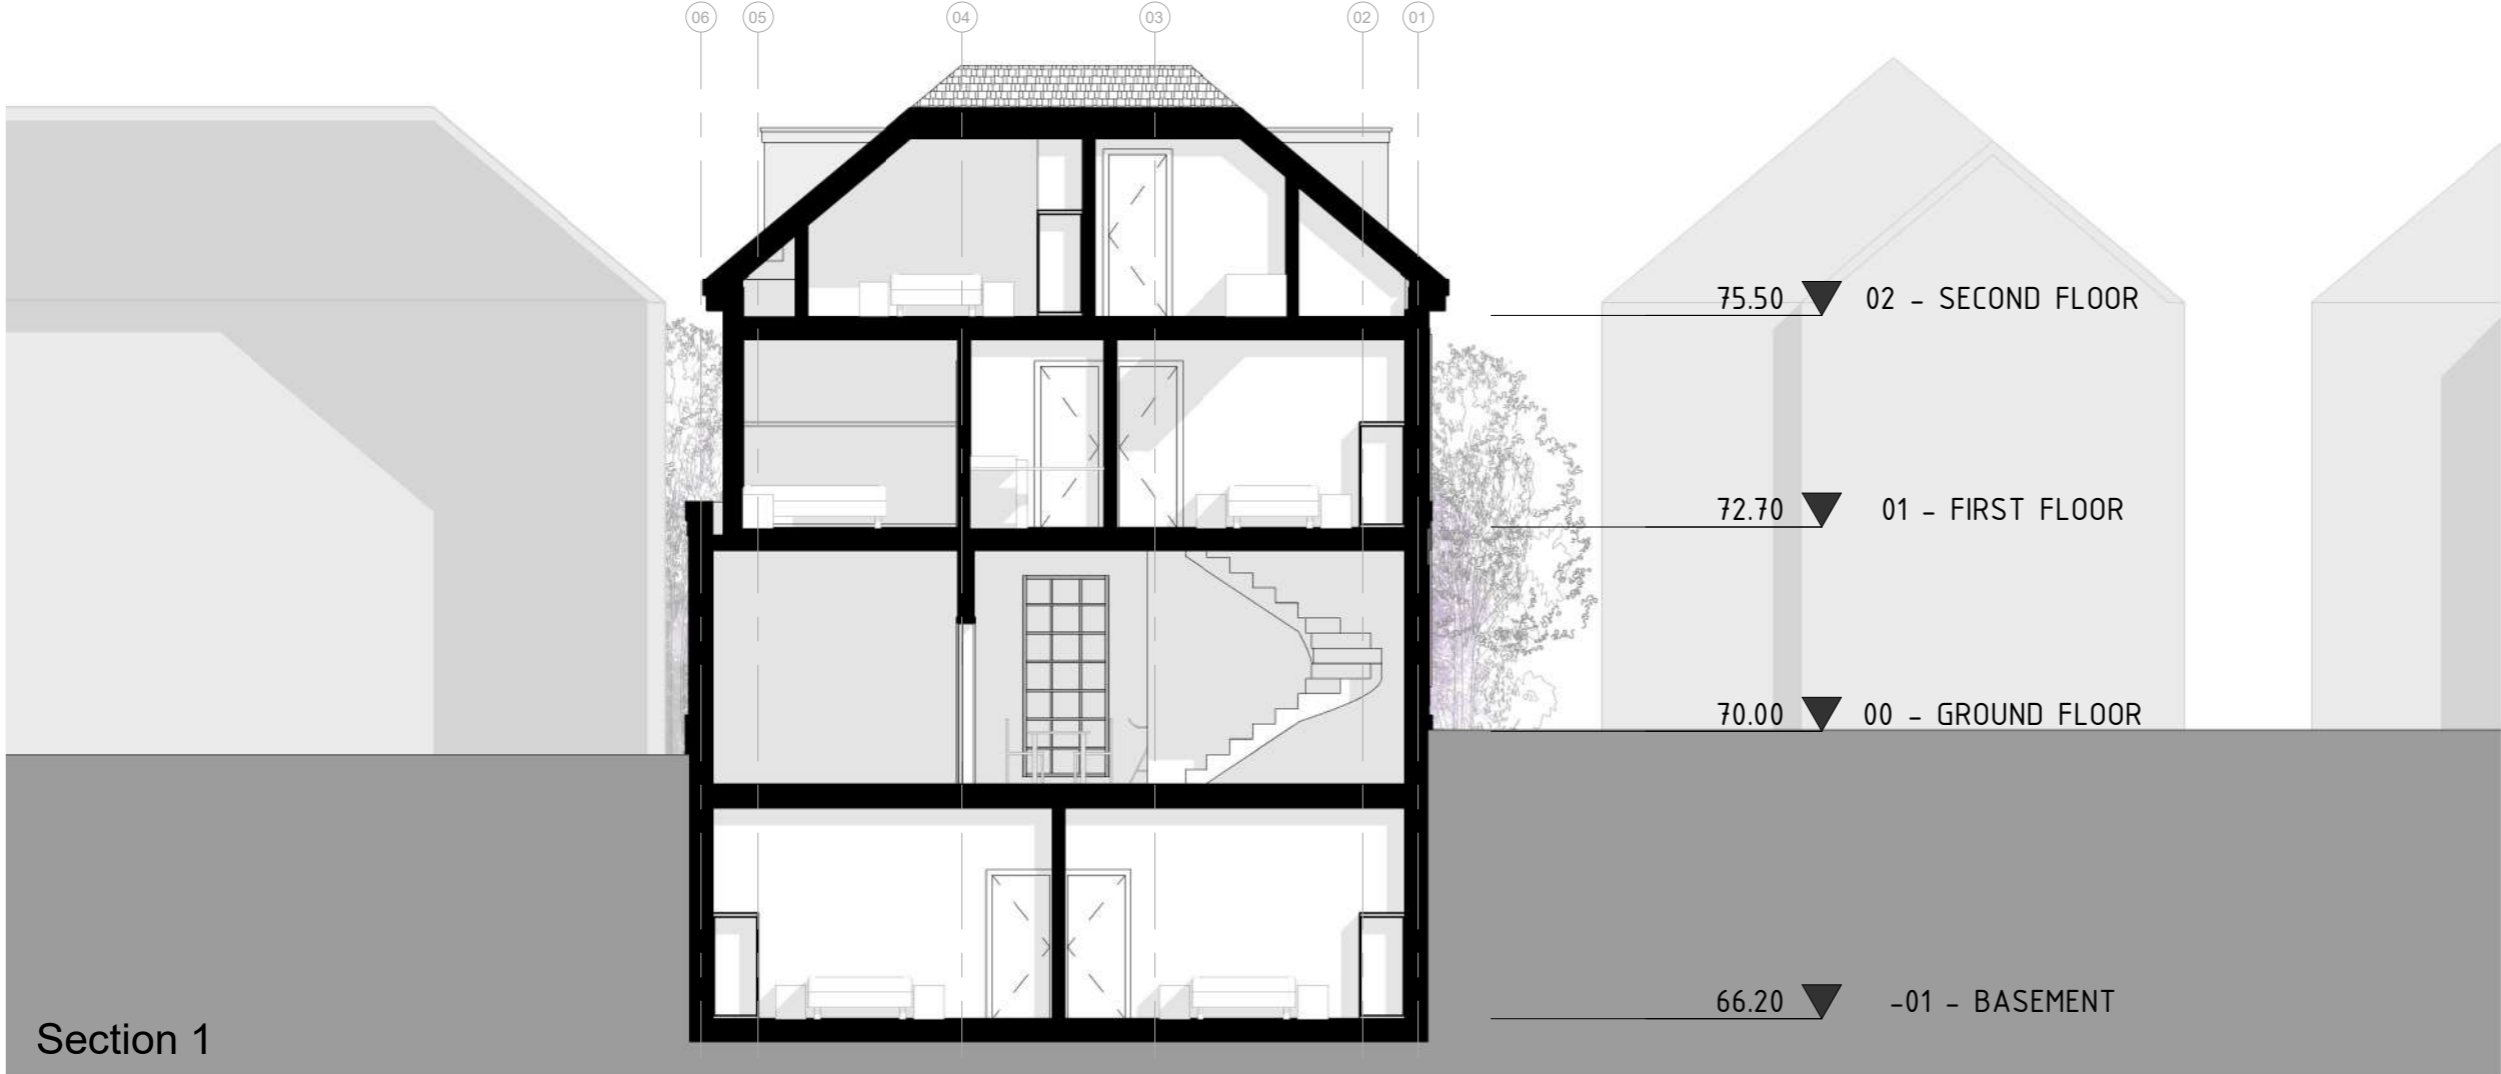 06 05 04 03 02 01
75.50 02 - SECOND FLOOR
72.70 01 - FIRST FLOOR
70.00 00 - GROUND FLOOR
66.20 -01 - BASEMENT
Section 1